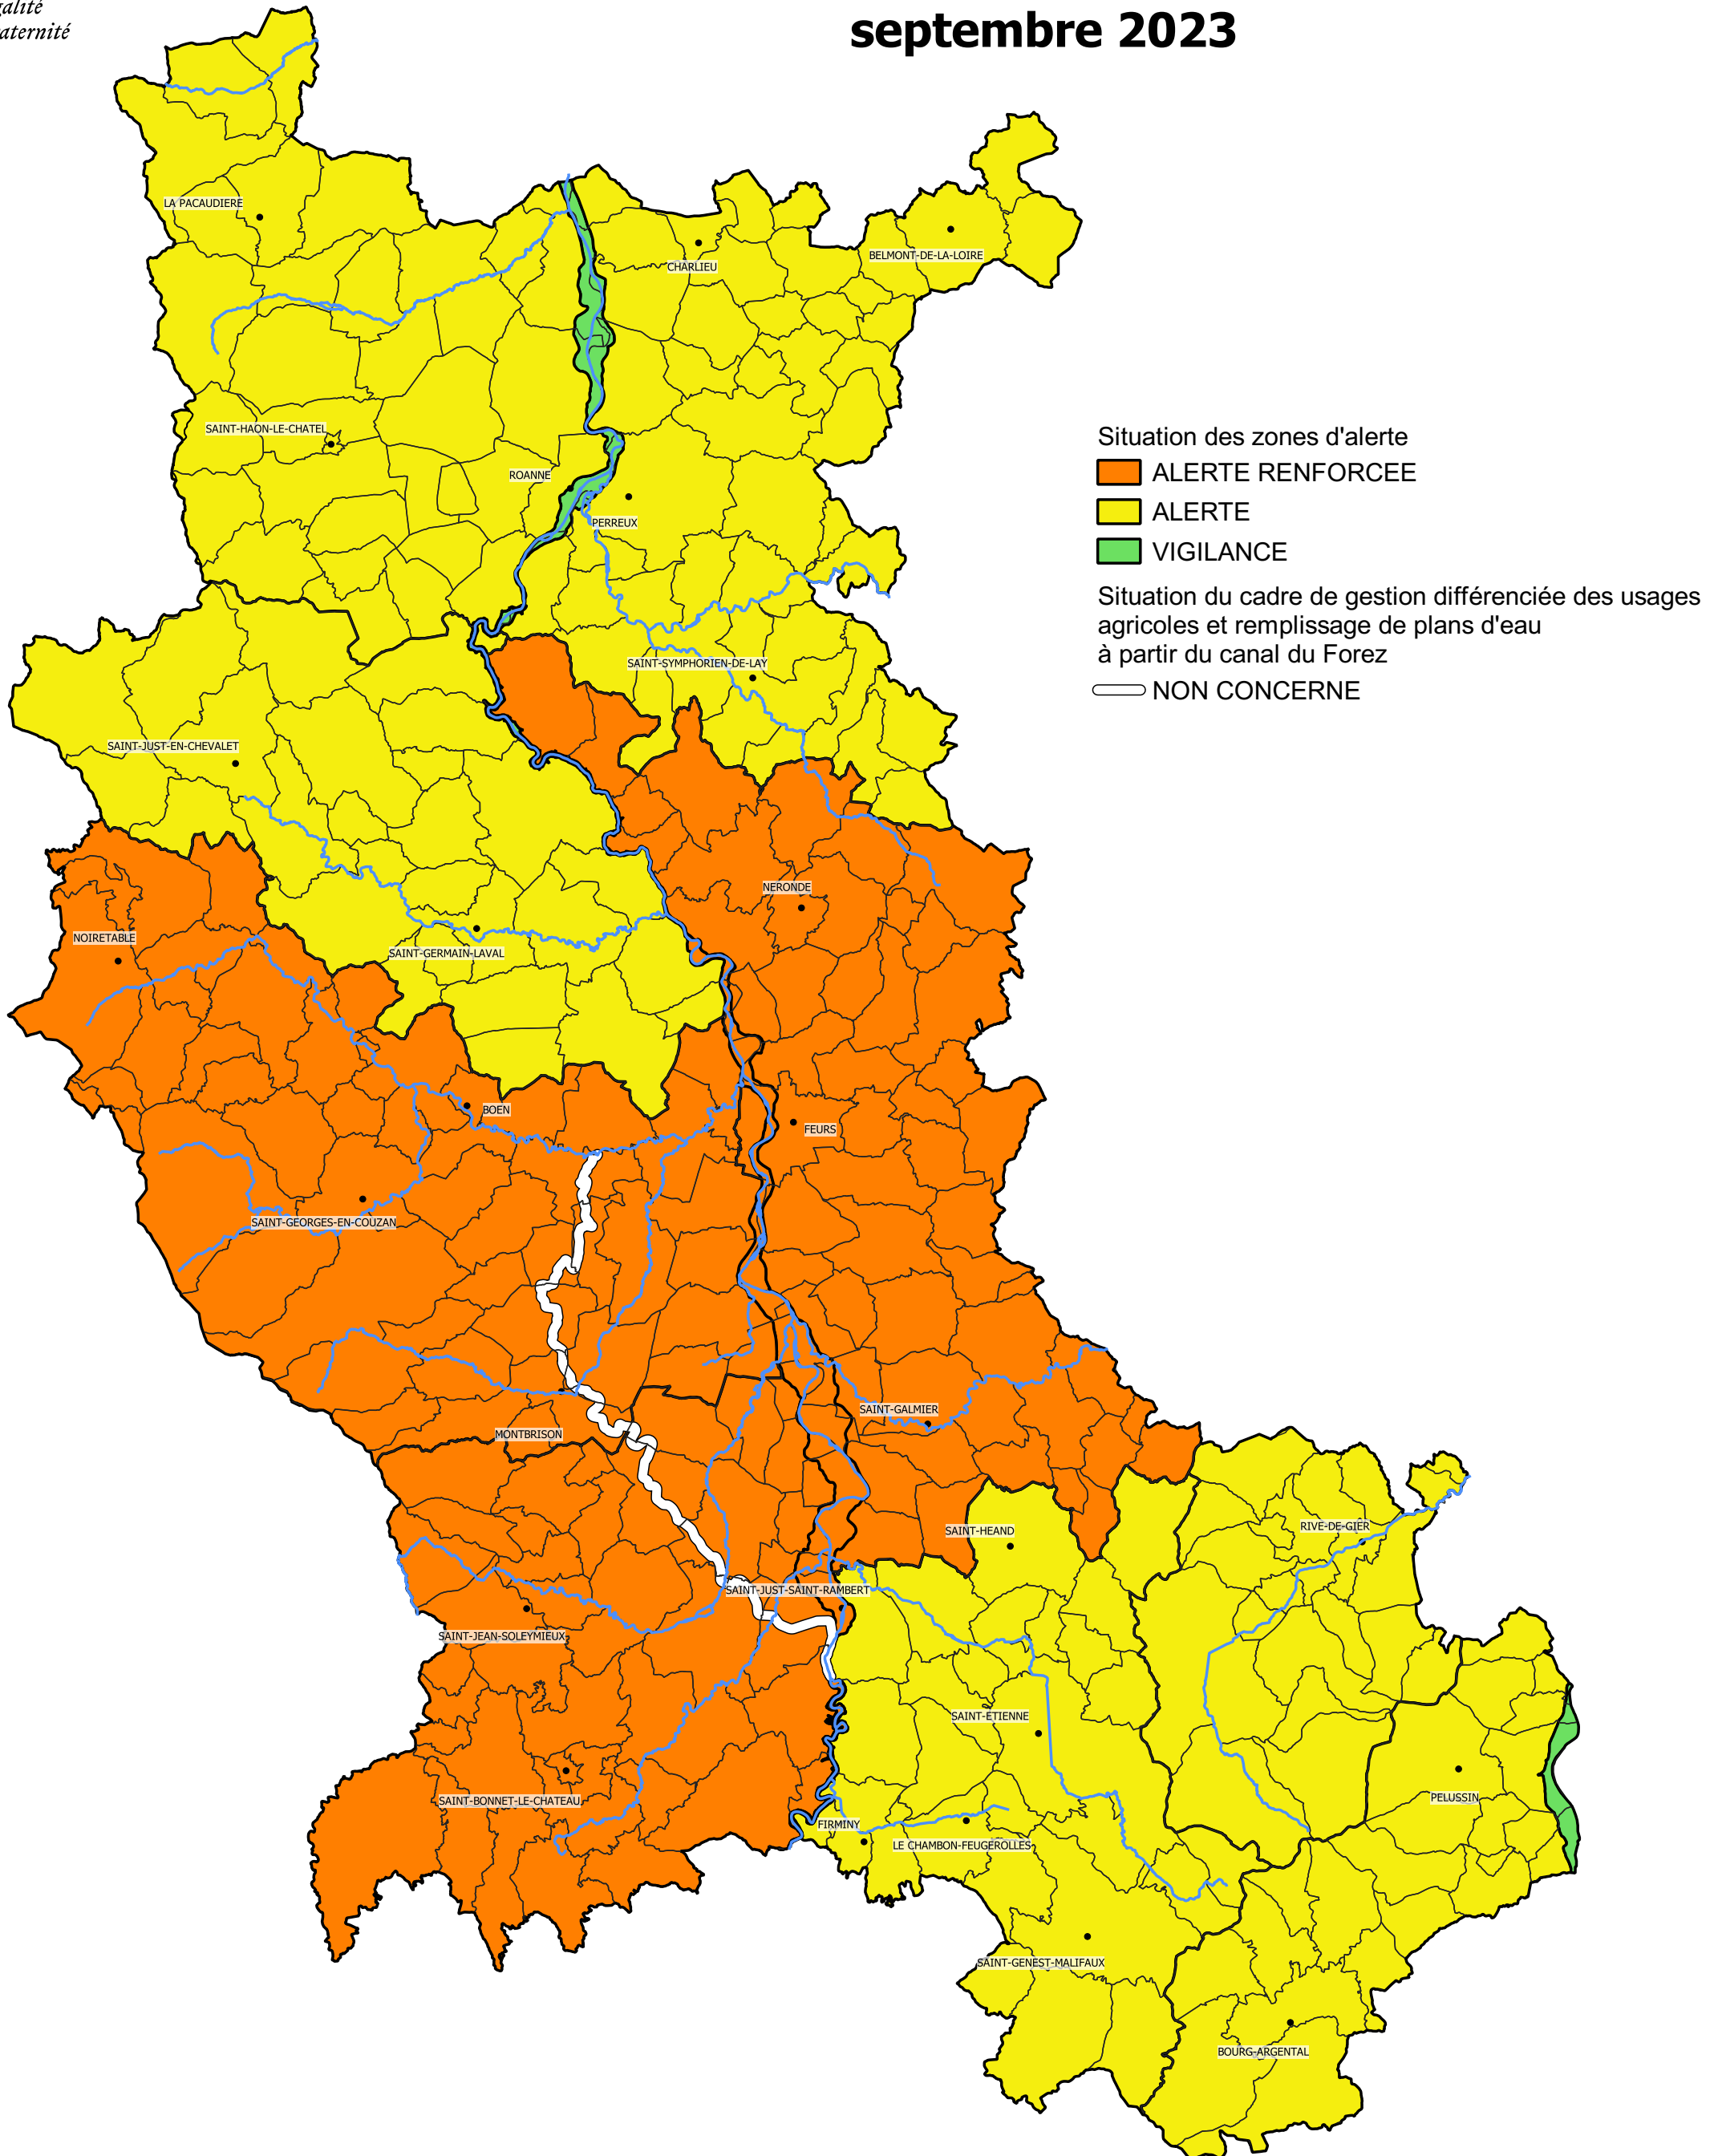 galité
aternité
septembre 2023
LA PACAUDIERE
CHARLIEU
BELMONT-DE-LA-LOIRE
SAINT-HAON-LE-CHATEL
ROANNE
PERREUX
Situation des zones d'alerte
ALERTE RENFORCEE
ALERTE
VIGILANCE
Situation du cadre de gestion différenciée des usages
agricoles et remplissage de plans d'eau
à partir du canal du Forez
NON CONCERNE
SAINT-SYMPHORIEN-DE-LAY
SAINT-JUST-EN-CHEVALET
NERONDE
NOIRETABLE
SAINT-GERMAIN-LAVAL
BOEN
FEURS
SAINT-GEORGES-EN-COUZAN
SAINT-GALMIER
MONTBRISON
RIVE-DE-GIER
SAINT-HEAND
SAINT-JUST-SAINT-RAMBERT
SAINT-JEAN-SOLEYMIEUX
SAINT-ETIENNE
PELUSSIN
SAINT-BONNET-LE-CHATEAU
FIRMINY
LE CHAMBON-FEUGEROLLES
SAINT-GENEST-MALIFAUX
BOURG-ARGENTAL